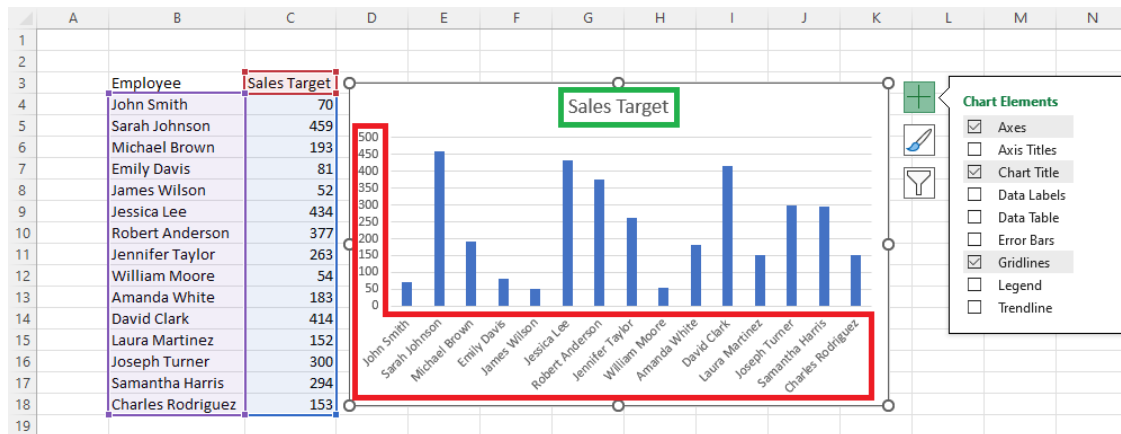 A B C D E F G H I J K L M N
1
2
3 Employee Sales Target
4 John Smith 70
5 Sarah Johnson 459
6 Michael Brown 193
7 Emily Davis 81
8 James Wilson 52
9 Jessica Lee 434
10 Robert Anderson 377
11 Jennifer Taylor 263
12 William Moore 54
13 Amanda White 183
14 David Clark 414
15 Laura Martinez 152
16 Joseph Turner 300
17 Samantha Harris 294
18 Charles Rodriguez 153
19
Sales Target
500
450
400
350
300
250
200
150
100
50
0
John Smith
Sarah Johnson
Michael Brown
Emily Davis
James Wilson
Jessica Lee
Robert Anderson
Jennifer Taylor
William Moore
Amanda White
David Clark
Laura Martinez
Joseph Turner
Samantha Harris
Charles Rodriguez
Chart Elements
Axes
Axis Titles
Chart Title
Data Labels
Data Table
Error Bars
Gridlines
Legend
Trendline